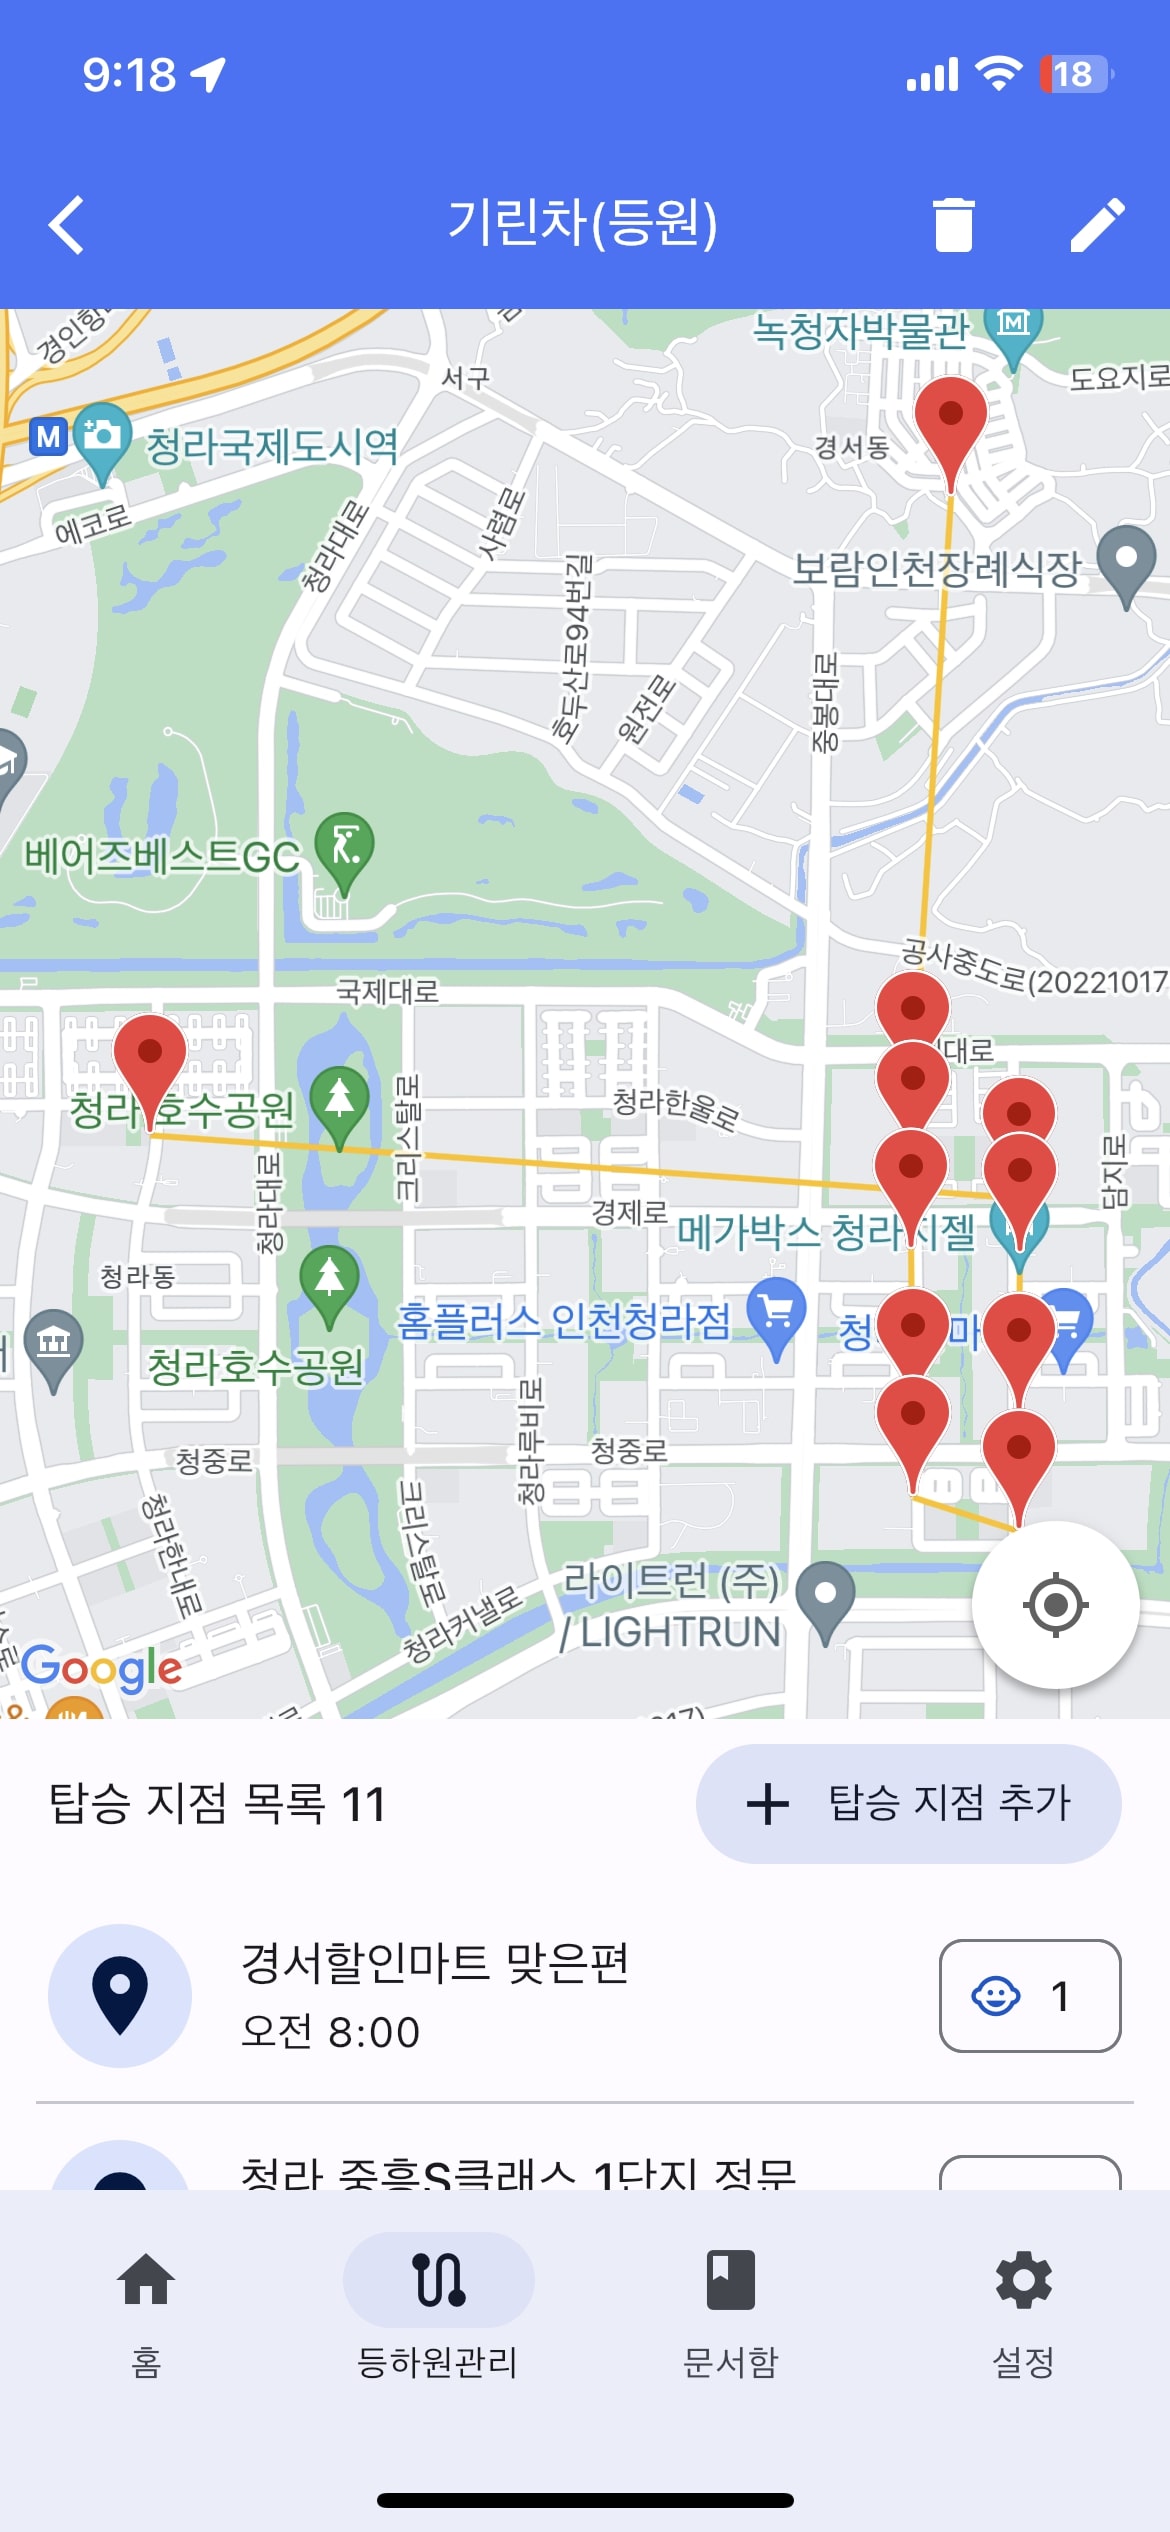 9:18
18
기린차(등원)
녹청자박물관
도요지로
서구
M
청라국제도시역
경서동
에코로
청라대로
사렴로
보람인천장례식장
호두산로94번길
원전로
중봉대로
베어즈베스트GC
공사중도로(20221017
국제대로
대로
청라호수공원
크리스탈로
청라한울로
담지로
청라대로
경제로
메가박스 청라지젤
청라동
홈플러스 인천청라점
청라호수공원
청라루비로
청중로
청중로
청라한내로
크리스탈로
라이트런 (주)
/ LIGHTRUN
청라커낼로
Google
탑승 지점 목록 11
+ 탑승 지점 추가
경서할인마트 맞은편
오전 8:00
1
청라 중흥S클래스 1단지 정문
홈
등하원관리
문서함
설정